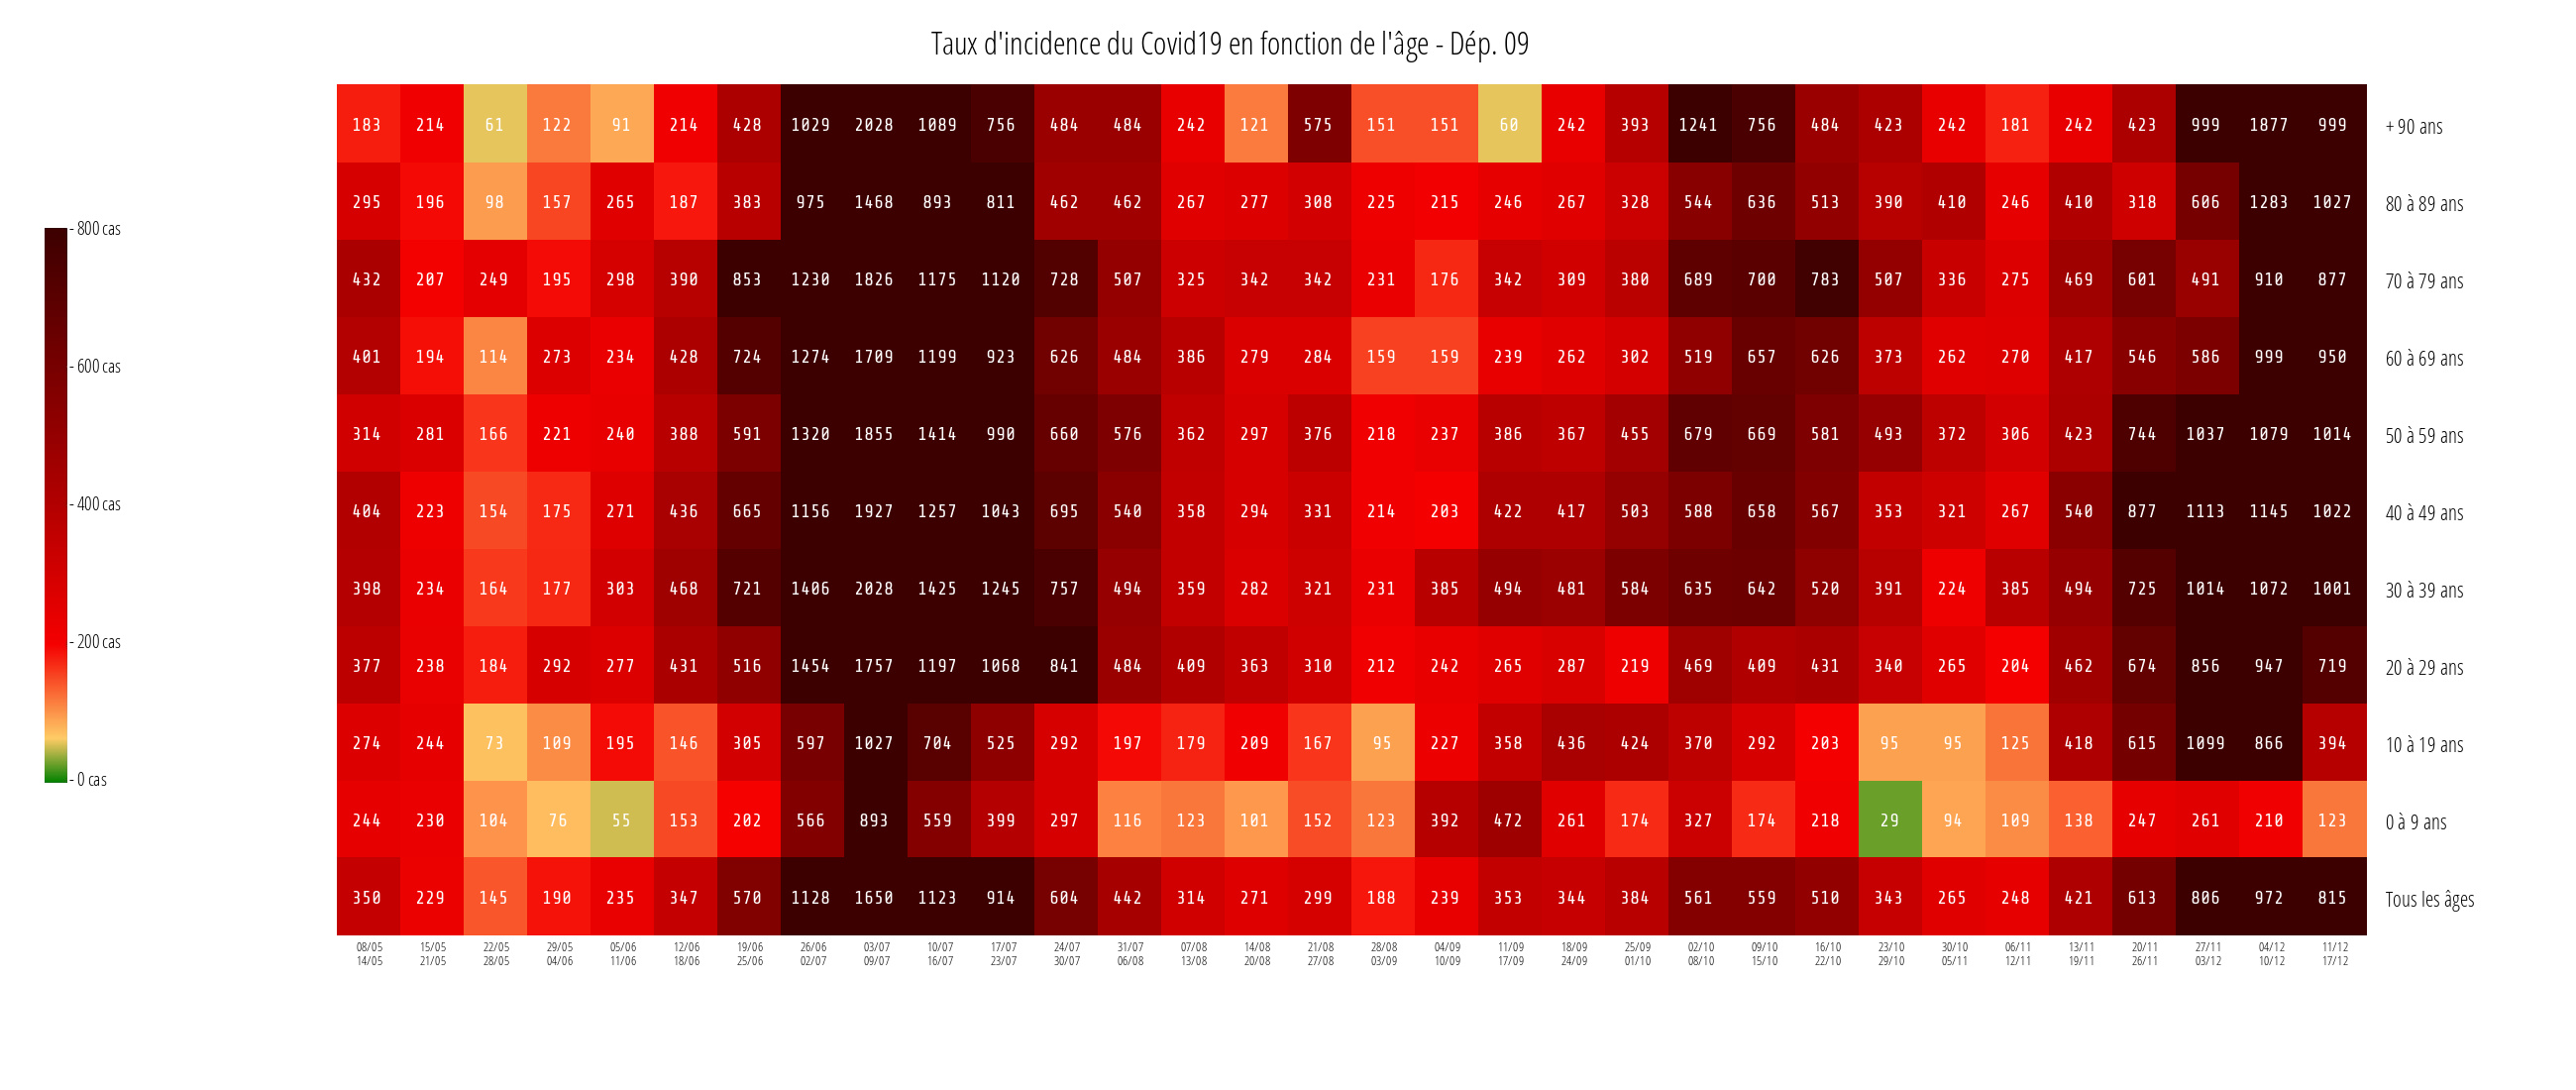 Taux d'incidence du Covid19 en fonction de l'âge - Dép. 09
- 800 cas
- 600 cas
- 400 cas
- 200 cas
- 0 cas
183 214 61 122 91 214 428 1029 2028 1089 756 484 484 242 121 575 151 151 60 242 393 1241 756 484 423 242 181 242 423 999 1877 999 + 90 ans
295 196 98 157 265 187 383 975 1468 893 811 462 462 267 277 308 225 215 246 267 328 544 636 513 390 410 246 410 318 606 1283 1027 80 à 89 ans
432 207 249 195 298 390 853 1230 1826 1175 1120 728 507 325 342 342 231 176 342 309 380 689 700 783 507 336 275 469 601 491 910 877 70 à 79 ans
401 194 114 273 234 428 724 1274 1709 1199 923 626 484 386 279 284 159 159 239 262 302 519 657 626 373 262 270 417 546 586 999 950 60 à 69 ans
314 281 166 221 240 388 591 1320 1855 1414 990 660 576 362 297 376 218 237 386 367 455 679 669 581 493 372 306 423 744 1037 1079 1014 50 à 59 ans
404 223 154 175 271 436 665 1156 1927 1257 1043 695 540 358 294 331 214 203 422 417 503 588 658 567 353 321 267 540 877 1113 1145 1022 40 à 49 ans
398 234 164 177 303 468 721 1406 2028 1425 1245 757 494 359 282 321 231 385 494 481 584 635 642 520 391 224 385 494 725 1014 1072 1001 30 à 39 ans
377 238 184 292 277 431 516 1454 1757 1197 1068 841 484 409 363 310 212 242 265 287 219 469 409 431 340 265 204 462 674 856 947 719 20 à 29 ans
274 244 73 109 195 146 305 597 1027 704 525 292 197 179 209 167 95 227 358 436 424 370 292 203 95 95 125 418 615 1099 866 394 10 à 19 ans
244 230 104 76 55 153 202 566 893 559 399 297 116 123 101 152 123 392 472 261 174 327 174 218 29 94 109 138 247 261 210 123 0 à 9 ans
350 229 145 190 235 347 570 1128 1650 1123 914 604 442 314 271 299 188 239 353 344 384 561 559 510 343 265 248 421 613 806 972 815 Tous les âges
08/05 15/05 22/05 29/05 05/06 12/06 19/06 26/06 03/07 10/07 17/07 24/07 31/07 07/08 14/08 21/08 28/08 04/09 11/09 18/09 25/09 02/10 09/10 16/10 23/10 30/10 06/11 13/11 20/11 27/11 04/12 11/12
14/05 21/05 28/05 04/06 11/06 18/06 25/06 02/07 09/07 16/07 23/07 30/07 06/08 13/08 20/08 27/08 03/09 10/09 17/09 24/09 01/10 08/10 15/10 22/10 29/10 05/11 12/11 19/11 26/11 03/12 10/12 17/12